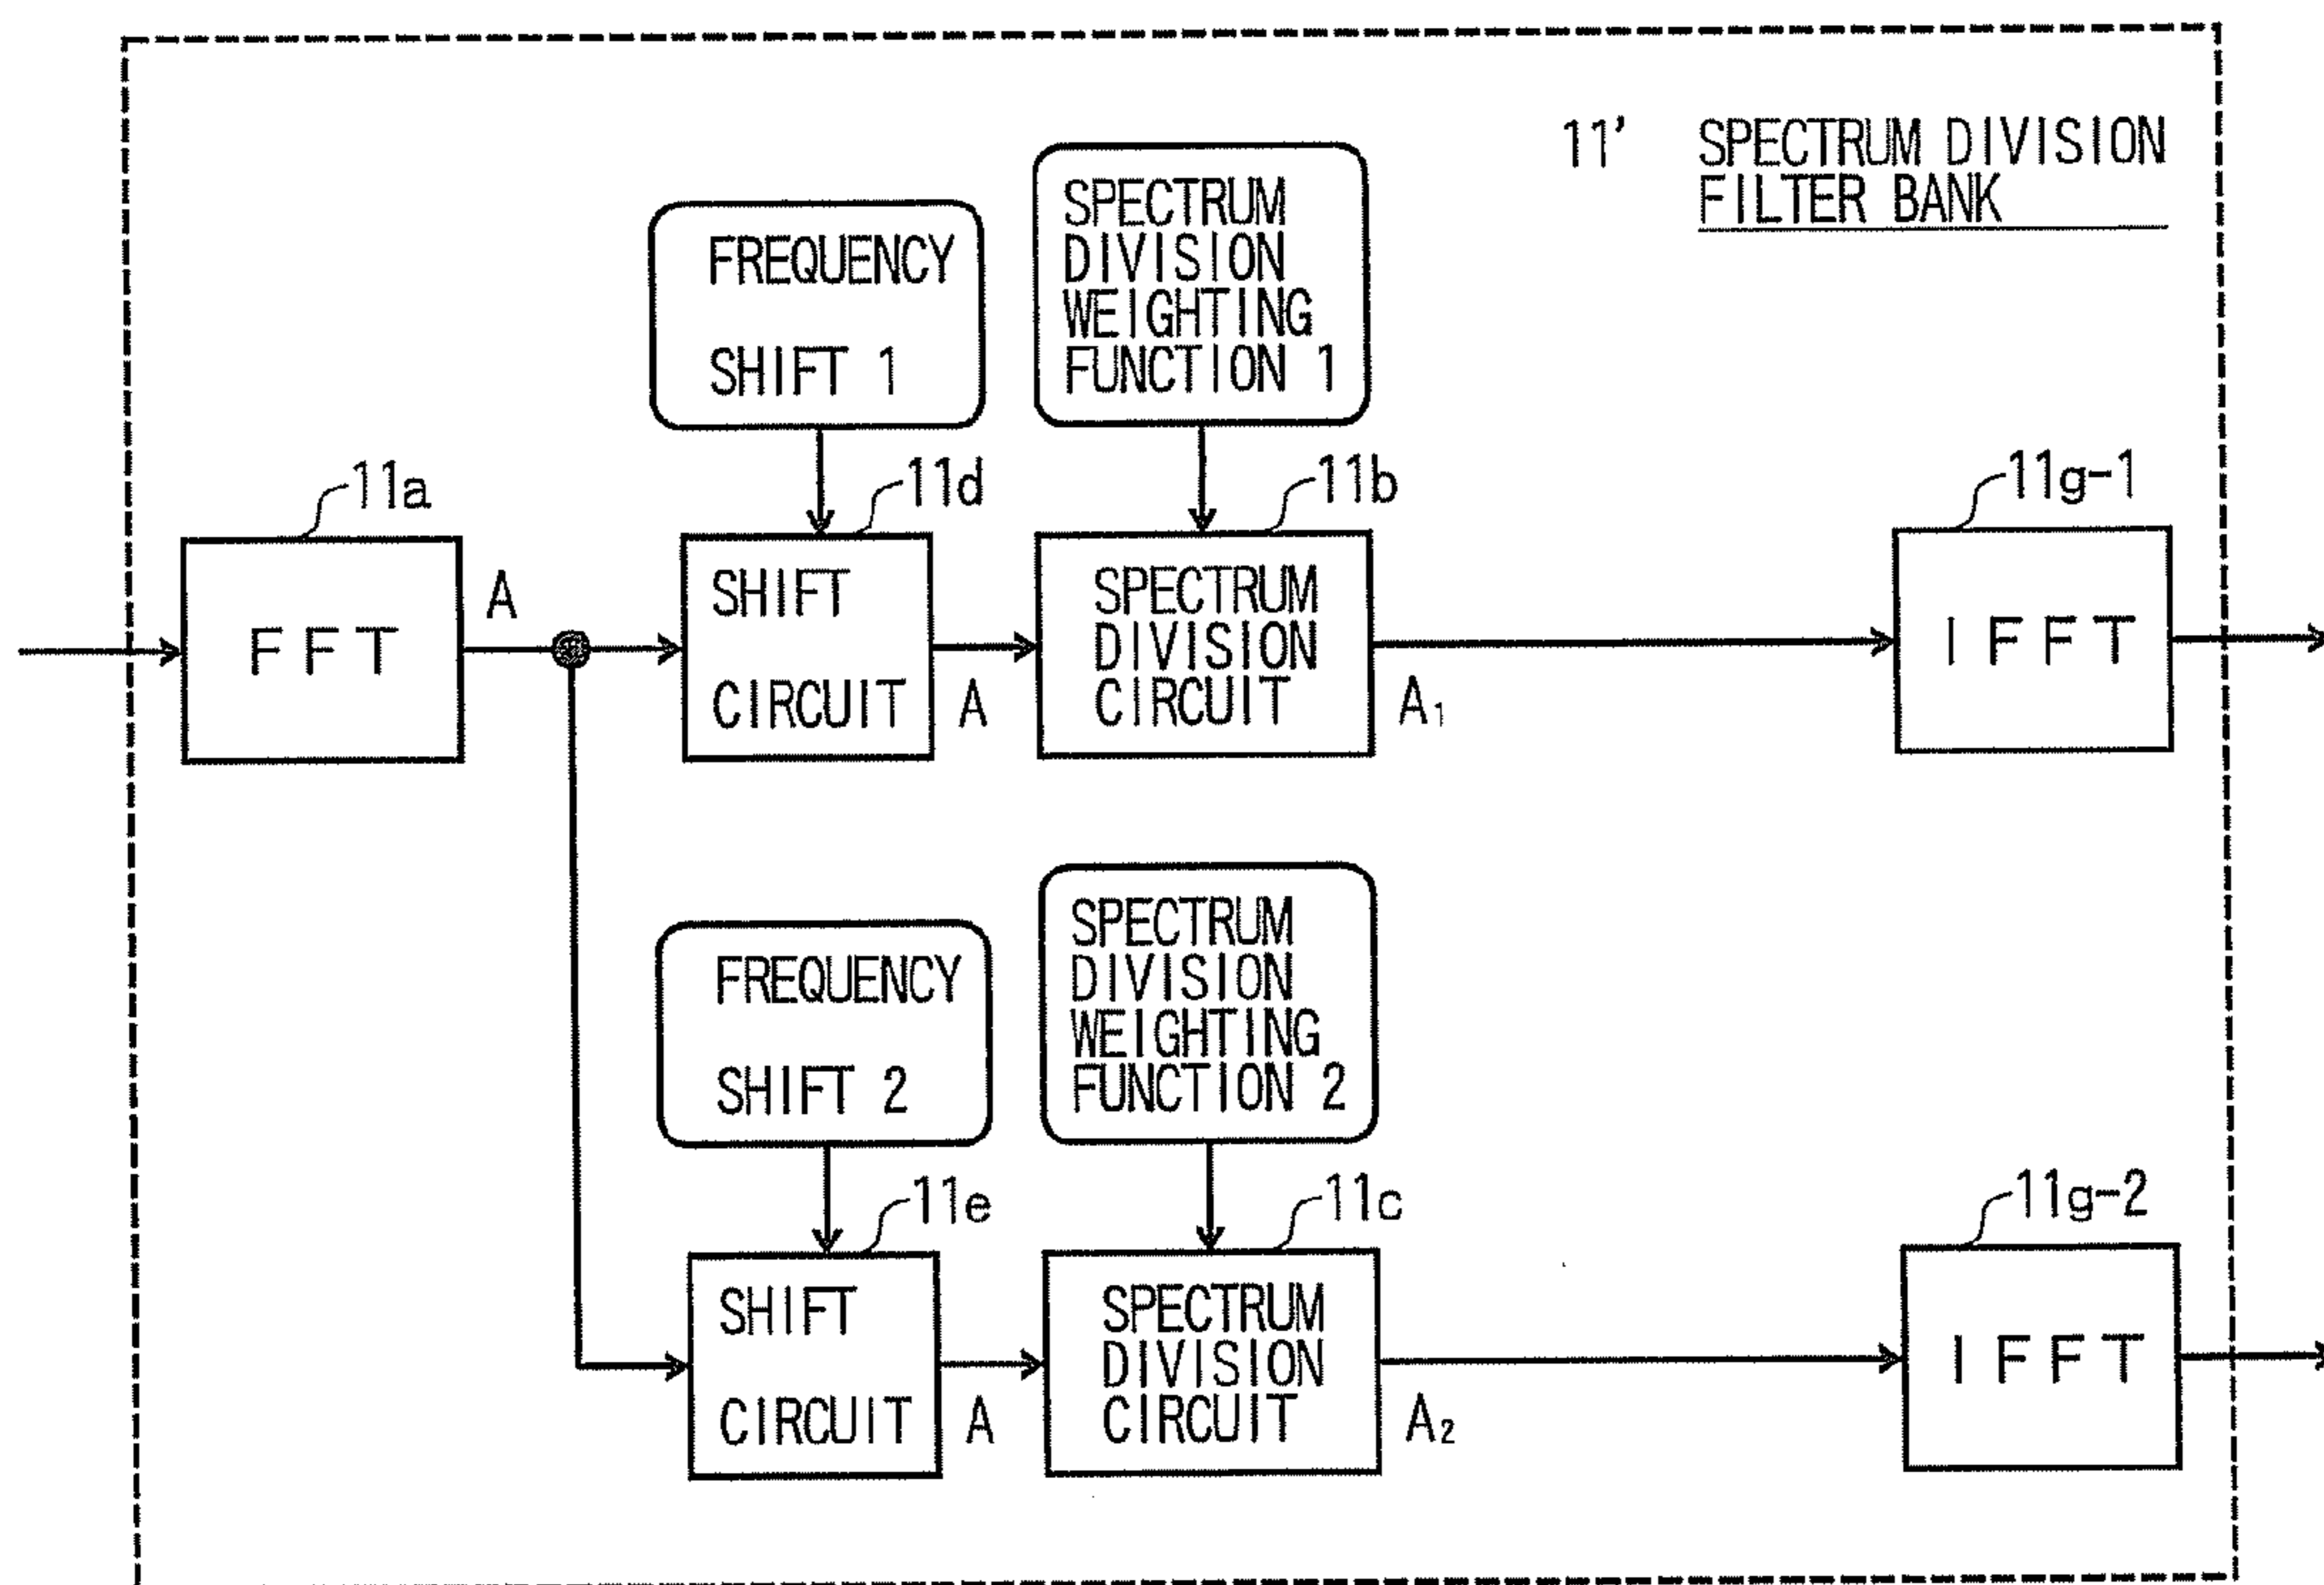 11' SPECTRUM DIVISION
FILTER BANK
FREQUENCY
SHIFT 1
SPECTRUM
DIVISION
WEIGHTING
FUNCTION 1
11a
11d
11b
11g-1
FFT
A
SHIFT
CIRCUIT
A
SPECTRUM
DIVISION
CIRCUIT
A₁
IFFT
FREQUENCY
SHIFT 2
SPECTRUM
DIVISION
WEIGHTING
FUNCTION 2
11e
11c
11g-2
SHIFT
CIRCUIT
A
SPECTRUM
DIVISION
CIRCUIT
A₂
IFFT